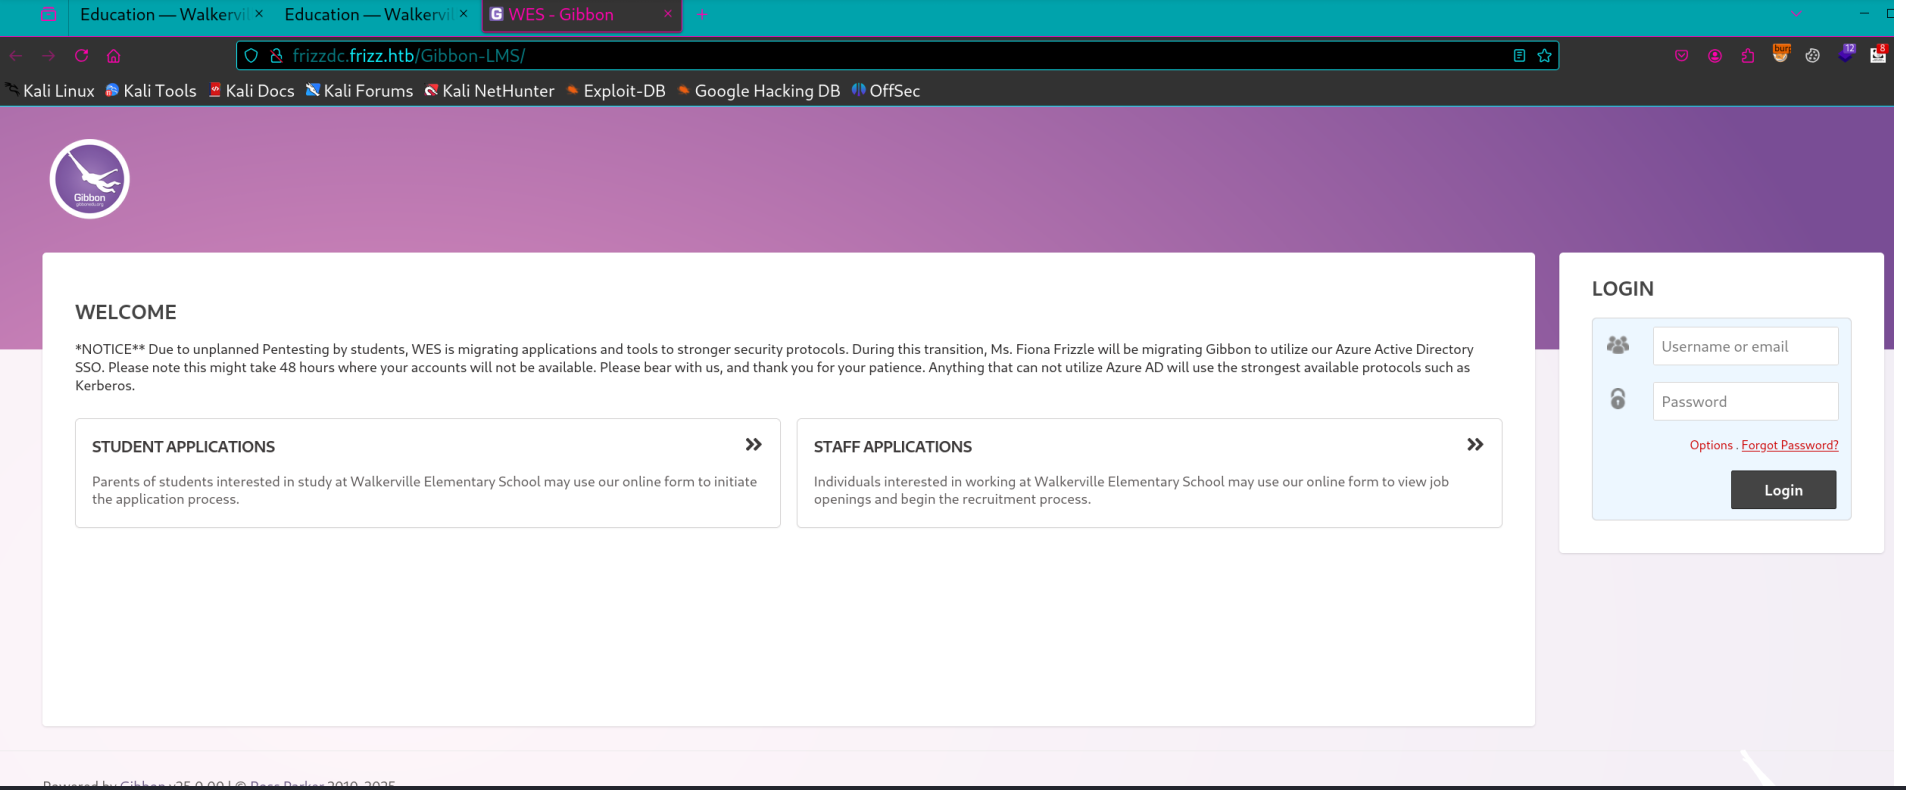 Education — Walkervil × Education — Walkervil × G WES - Gibbon × +
frizzdc.frizz.htb/Gibbon-LMS/
burp 12 8
Kali Linux Kali Tools Kali Docs Kali Forums Kali NetHunter Exploit-DB Google Hacking DB OffSec
Gibbon
gibbonedu.org
WELCOME
*NOTICE** Due to unplanned Pentesting by students, WES is migrating applications and tools to stronger security protocols. During this transition, Ms. Fiona Frizzle will be migrating Gibbon to utilize our Azure Active Directory
SSO. Please note this might take 48 hours where your accounts will not be available. Please bear with us, and thank you for your patience. Anything that can not utilize Azure AD will use the strongest available protocols such as
Kerberos.
STUDENT APPLICATIONS
Parents of students interested in study at Walkerville Elementary School may use our online form to initiate
the application process.
STAFF APPLICATIONS
Individuals interested in working at Walkerville Elementary School may use our online form to view job
openings and begin the recruitment process.
LOGIN
Username or email
Password
Options . Forgot Password?
Login
Powered by Gibbon v25.0.00 | © Ross Parker 2010-2025